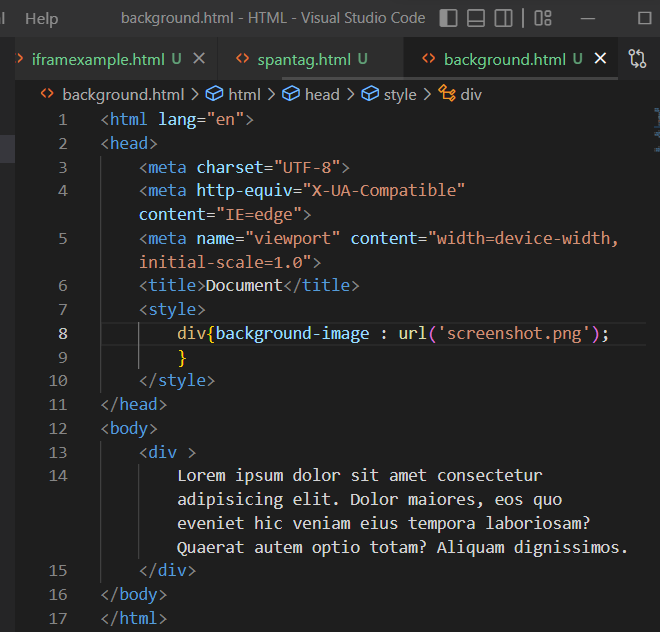 Help
background.html - HTML - Visual Studio Code
iframexample.html U
spantag.html U
background.html U
background.html > html > head > style > div
1 <html lang="en">
2 <head>
3 <meta charset="UTF-8">
4 <meta http-equiv="X-UA-Compatible"
content="IE=edge">
5 <meta name="viewport" content="width=device-width,
initial-scale=1.0">
6 <title>Document</title>
7 <style>
8 div{background-image : url('screenshot.png');
9 }
10 </style>
11 </head>
12 <body>
13 <div >
14 Lorem ipsum dolor sit amet consectetur
adipisicing elit. Dolor maiores, eos quo
eveniet hic veniam eius tempora laboriosam?
Quaerat autem optio totam? Aliquam dignissimos.
15 </div>
16 </body>
17 </html>